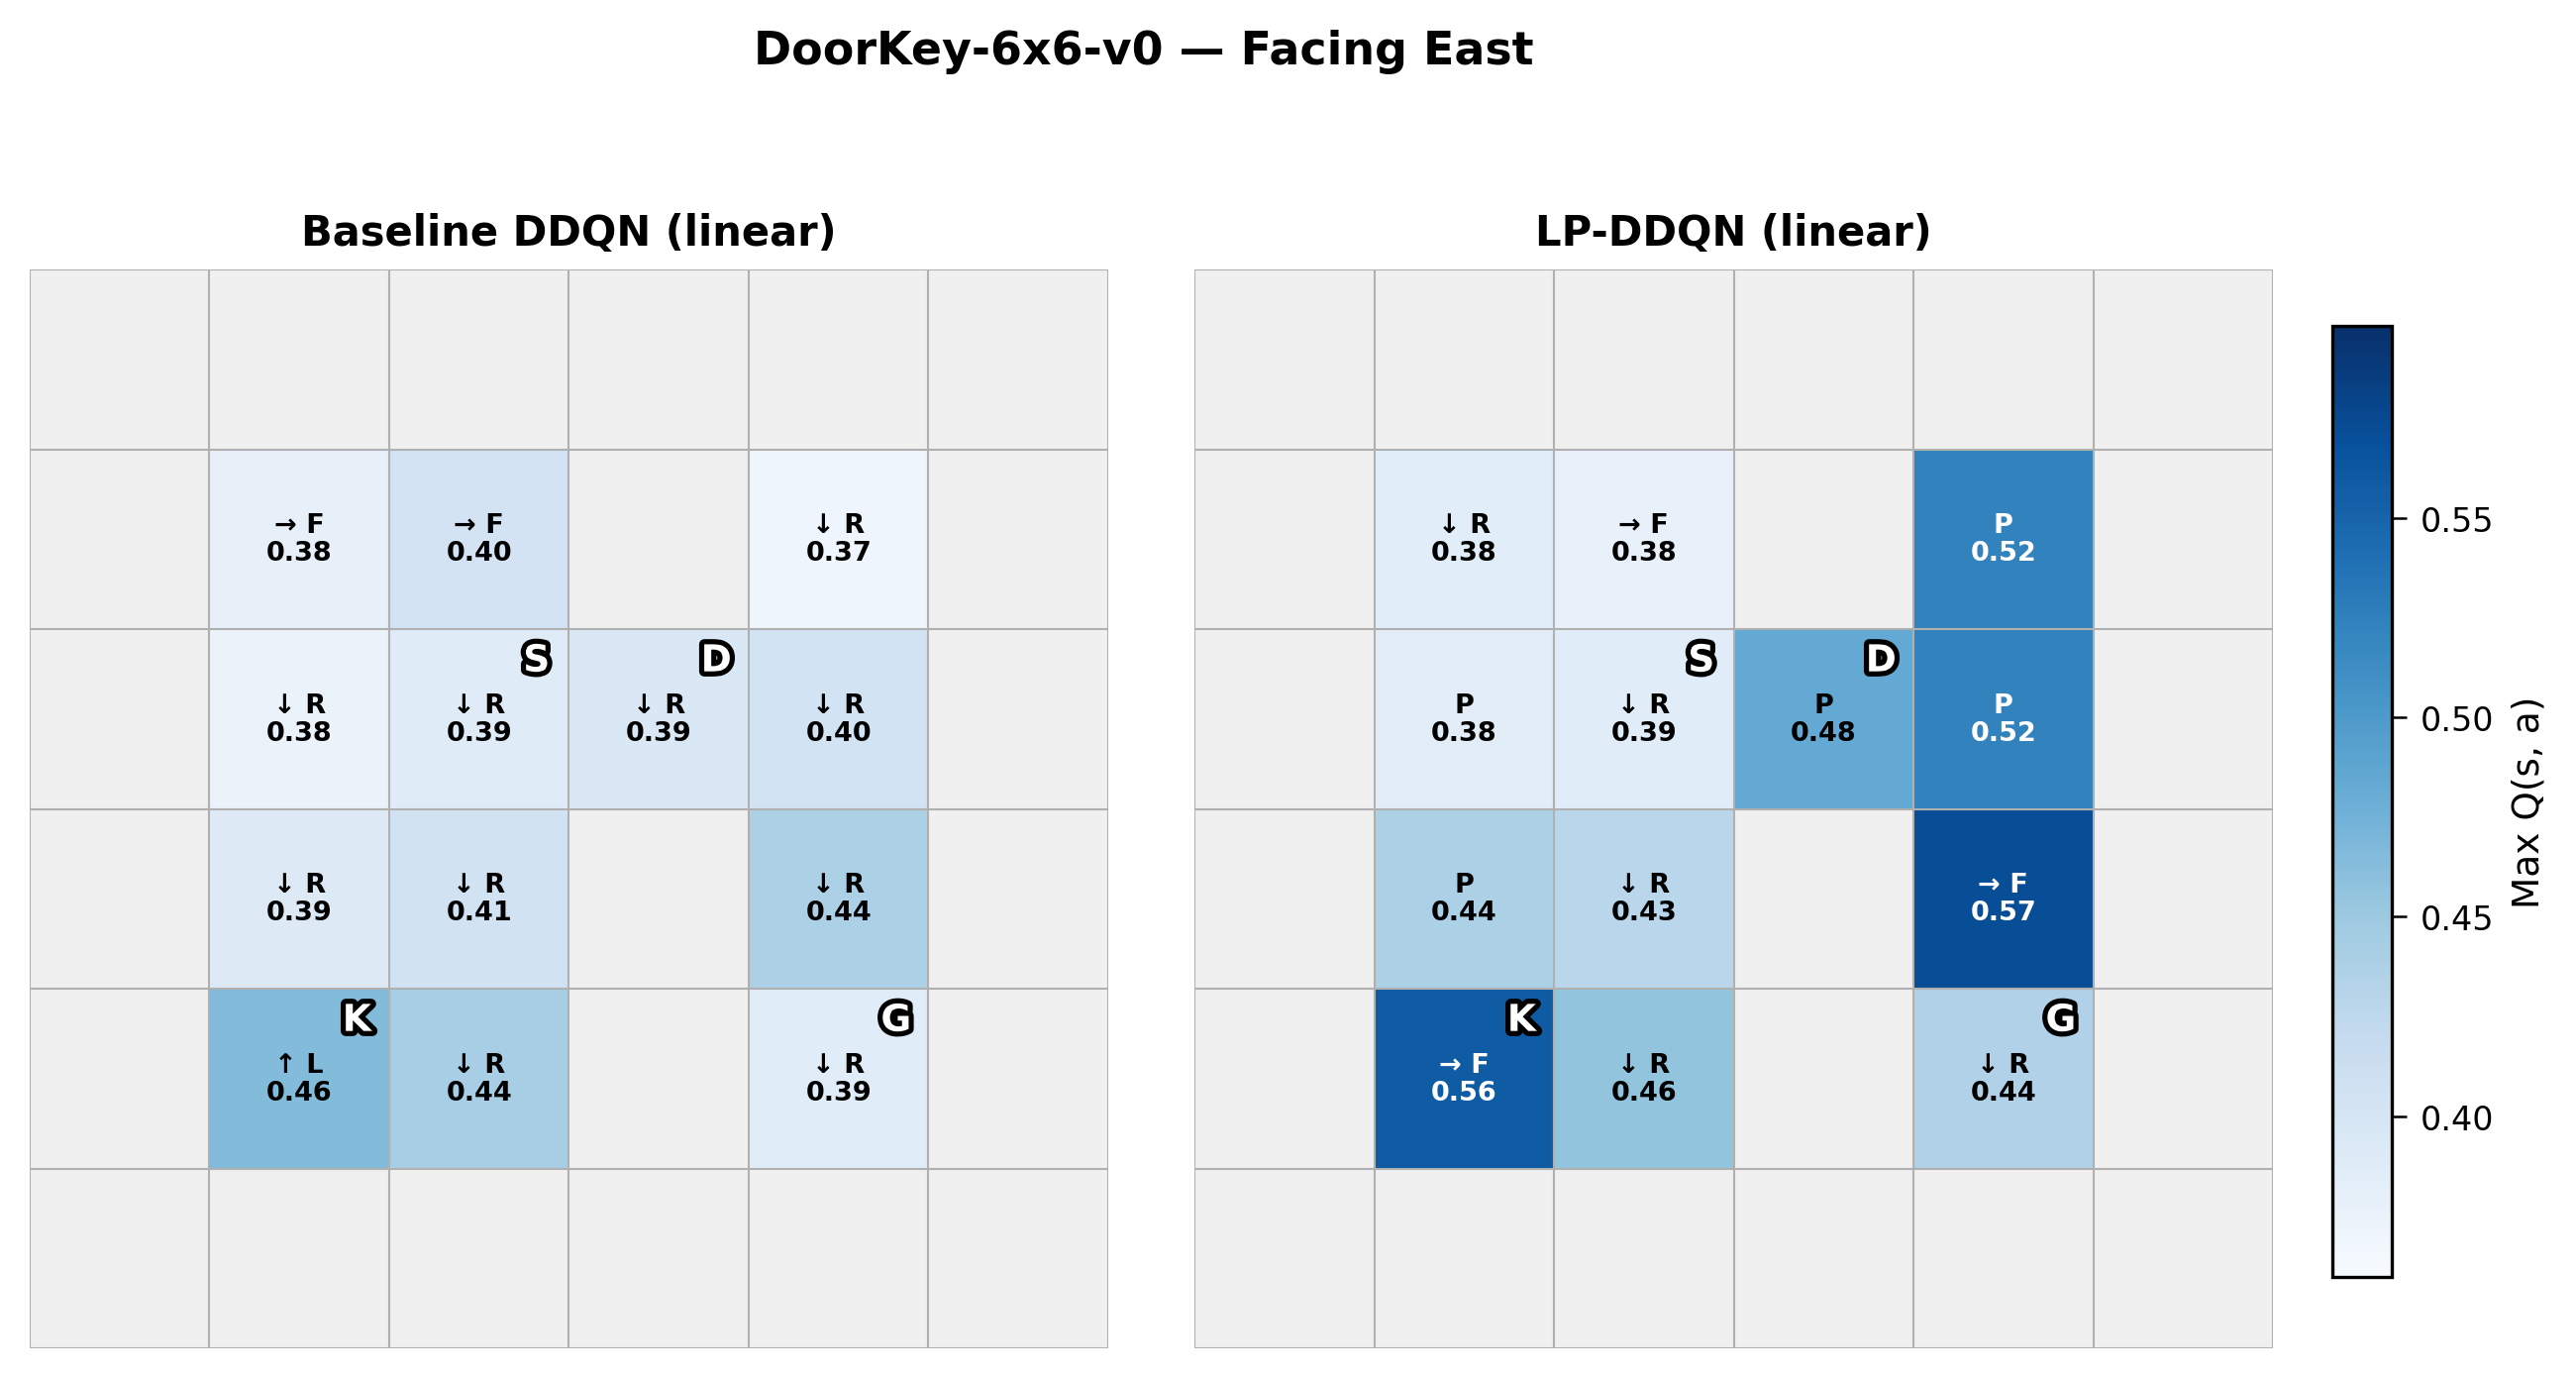 DoorKey-6x6-v0 — Facing East
Baseline DDQN (linear)
→ F
0.38
→ F
0.40
↓ R
0.37
↓ R
0.38
S
↓ R
0.39
D
↓ R
0.39
↓ R
0.40
↓ R
0.39
↓ R
0.41
↓ R
0.44
K
↑ L
0.46
↓ R
0.44
G
↓ R
0.39
LP-DDQN (linear)
↓ R
0.38
→ F
0.38
P
0.52
P
0.38
S
↓ R
0.39
D
P
0.48
P
0.52
P
0.44
↓ R
0.43
→ F
0.57
K
→ F
0.56
↓ R
0.46
G
↓ R
0.44
0.55
0.50
0.45
0.40
Max Q(s, a)